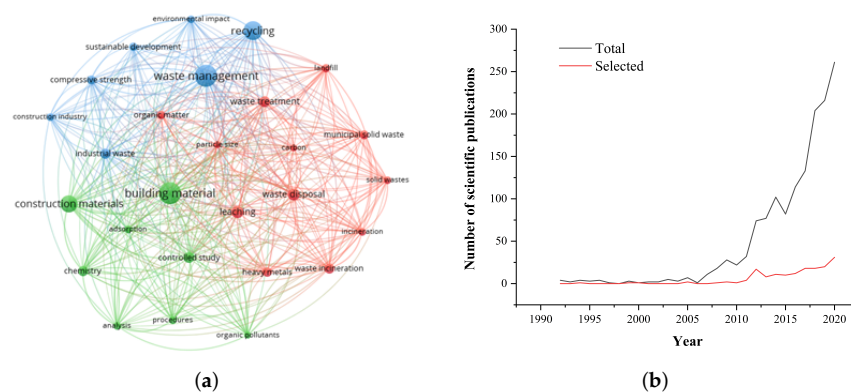 environmental impact
recycling
sustainable development
landfill
waste management
compressive strength
waste treatment
organic matter
construction industry
municipal solid waste
particle size
carbon
industrial waste
solid wastes
building material
waste disposal
construction materials
leaching
adsorption
incineration
controlled study
chemistry
heavy metals
waste incineration
procedures
analysis
organic pollutants
(a)
Number of scientific publications
300
250
200
150
100
50
0
Total
Selected
1990
1995
2000
2005
2010
2015
2020
Year
(b)